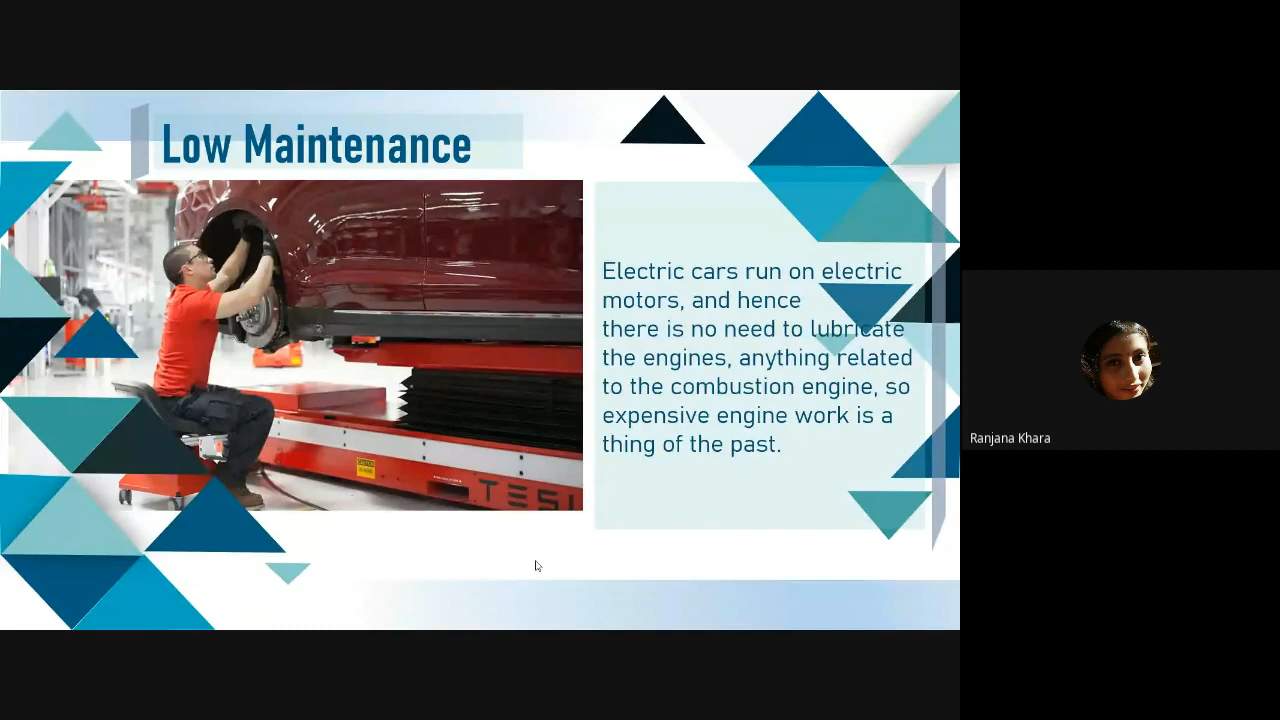 Low Maintenance
Electric cars run on electric
motors, and hence
there is no need to lubricate
the engines, anything related
to the combustion engine, so
expensive engine work is a
thing of the past.
TESL
Ranjana Khara